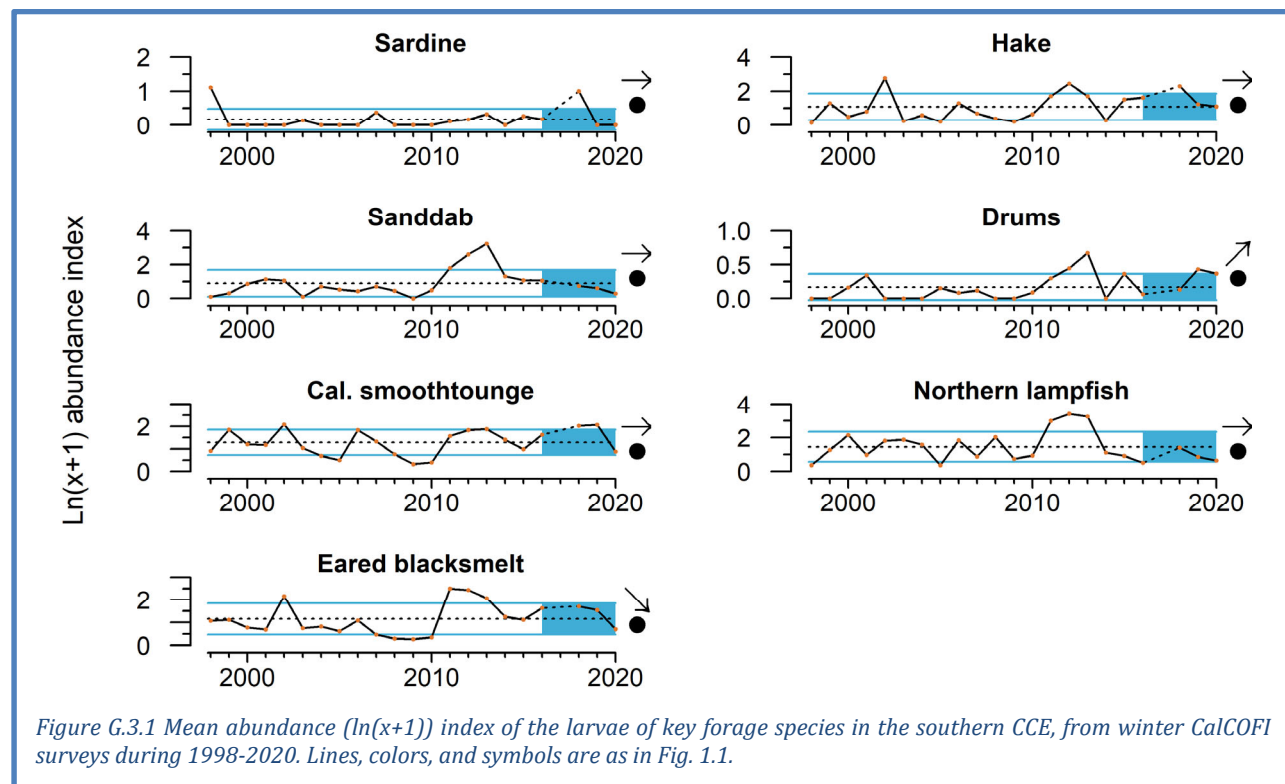 Sardine
2
1
0
2000 2010 2020
Hake
4
2
0
2000 2010 2020
Sanddab
4
2
0
2000 2010 2020
Drums
1.0
0.5
0.0
2000 2010 2020
Cal. smoothtounge
2
0
2000 2010 2020
Northern lampfish
4
2
0
2000 2010 2020
Eared blacksmelt
2
0
2000 2010 2020
Ln(x+1) abundance index
Figure G.3.1 Mean abundance (ln(x+1)) index of the larvae of key forage species in the southern CCE, from winter CalCOFI
surveys during 1998-2020. Lines, colors, and symbols are as in Fig. 1.1.